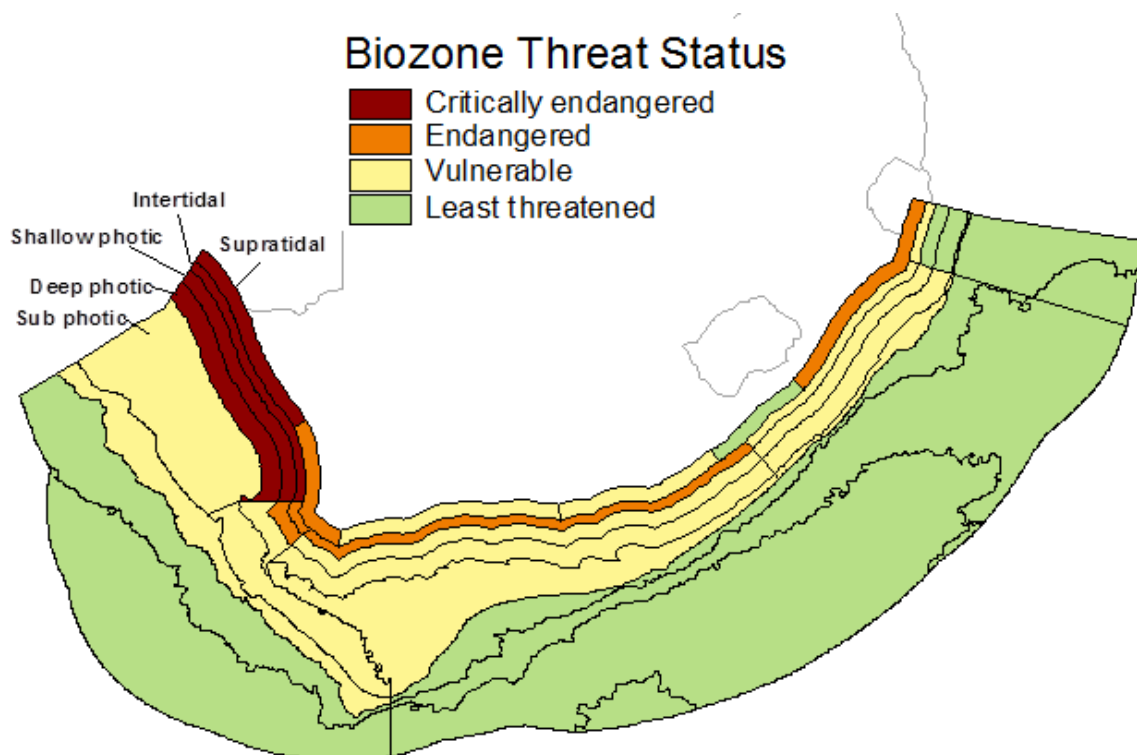 Biozone Threat Status
Critically endangered
Endangered
Vulnerable
Least threatened
Intertidal
Shallow photic
Supratidal
Deep photic
Sub photic